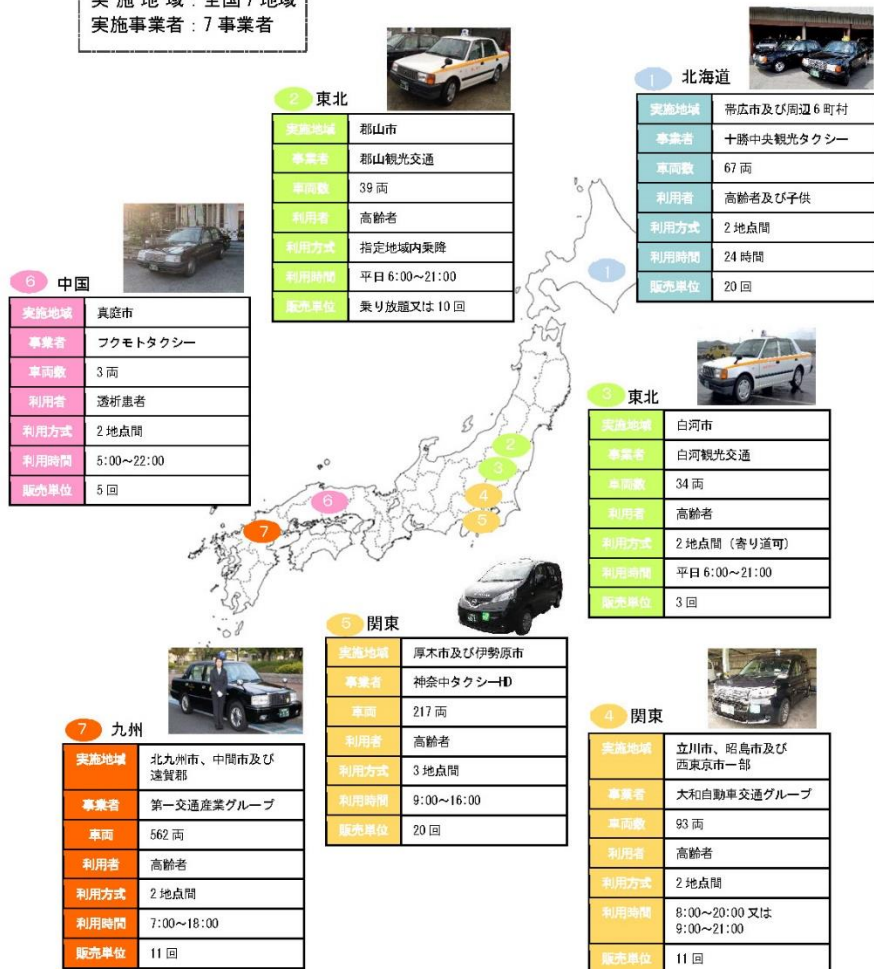 実 施 地 域：全国 7 地域
実施事業者：7 事業者
1 北海道
実施地域 帯広市及び周辺 6 町村
事業者 十勝中央観光タクシー
車両数 67 両
利用者 高齢者及び子供
利用方式 2 地点間
利用時間 24 時間
販売単位 20 回
2 東北
実施地域 郡山市
事業者 郡山観光交通
車両数 39 両
利用者 高齢者
利用方式 指定地域内乗降
利用時間 平日 6:00～21:00
販売単位 乗り放題又は 10 回
6 中国
実施地域 真庭市
事業者 フクモトタクシー
車両数 3 両
利用者 透析患者
利用方式 2 地点間
利用時間 5:00～22:00
販売単位 5 回
1
2
3
4
5
6
7
3 東北
実施地域 白河市
事業者 白河観光交通
車両数 34 両
利用者 高齢者
利用方式 2 地点間（寄り道可）
利用時間 平日 6:00～21:00
販売単位 3 回
5 関東
実施地域 厚木市及び伊勢原市
事業者 神奈中タクシーHD
車両 217 両
利用者 高齢者
利用方式 3 地点間
利用時間 9:00～16:00
販売単位 20 回
4 関東
実施地域 立川市、昭島市及び
西東京市一部
事業者 大和自動車交通グループ
車両数 93 両
利用者 高齢者
利用方式 2 地点間
利用時間 8:00～20:00 又は
9:00～21:00
販売単位 11 回
7 九州
実施地域 北九州市、中間市及び
遠賀郡
事業者 第一交通産業グループ
車両 562 両
利用者 高齢者
利用方式 2 地点間
利用時間 7:00～18:00
販売単位 11 回